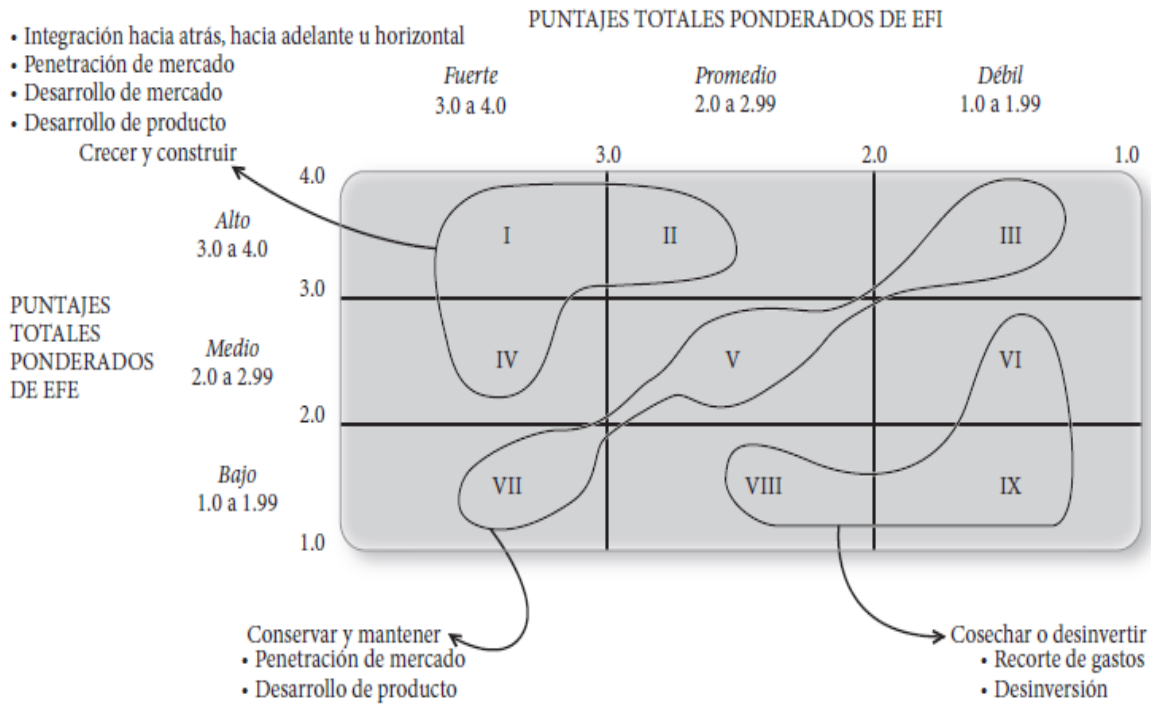 PUNTAJES TOTALES PONDERADOS DE EFI
• Integración hacia atrás, hacia adelante u horizontal
• Penetración de mercado
• Desarrollo de mercado
• Desarrollo de producto
Crecer y construir
Fuerte
3.0 a 4.0
Promedio
2.0 a 2.99
Débil
1.0 a 1.99
3.0
2.0
1.0
4.0
Alto
3.0 a 4.0
I
II
III
3.0
PUNTAJES
TOTALES
PONDERADOS
DE EFE
Medio
2.0 a 2.99
IV
V
VI
2.0
Bajo
1.0 a 1.99
VII
VIII
IX
1.0
Conservar y mantener
• Penetración de mercado
• Desarrollo de producto
Cosechar o desinvertir
• Recorte de gastos
• Desinversión